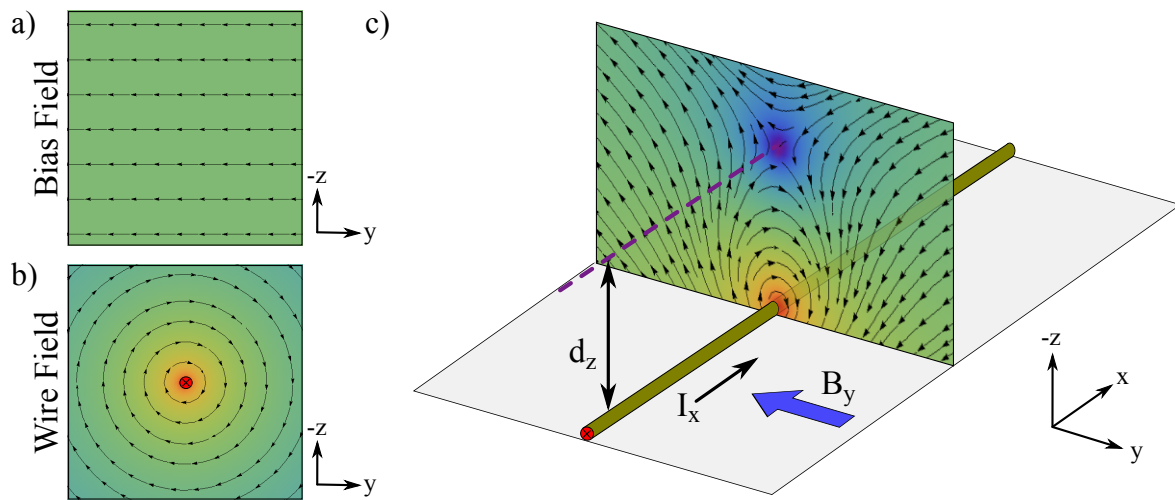 a)
Bias Field
-z
y
b)
Wire Field
-z
y
c)
d_z
I_x
B_y
-z
x
y